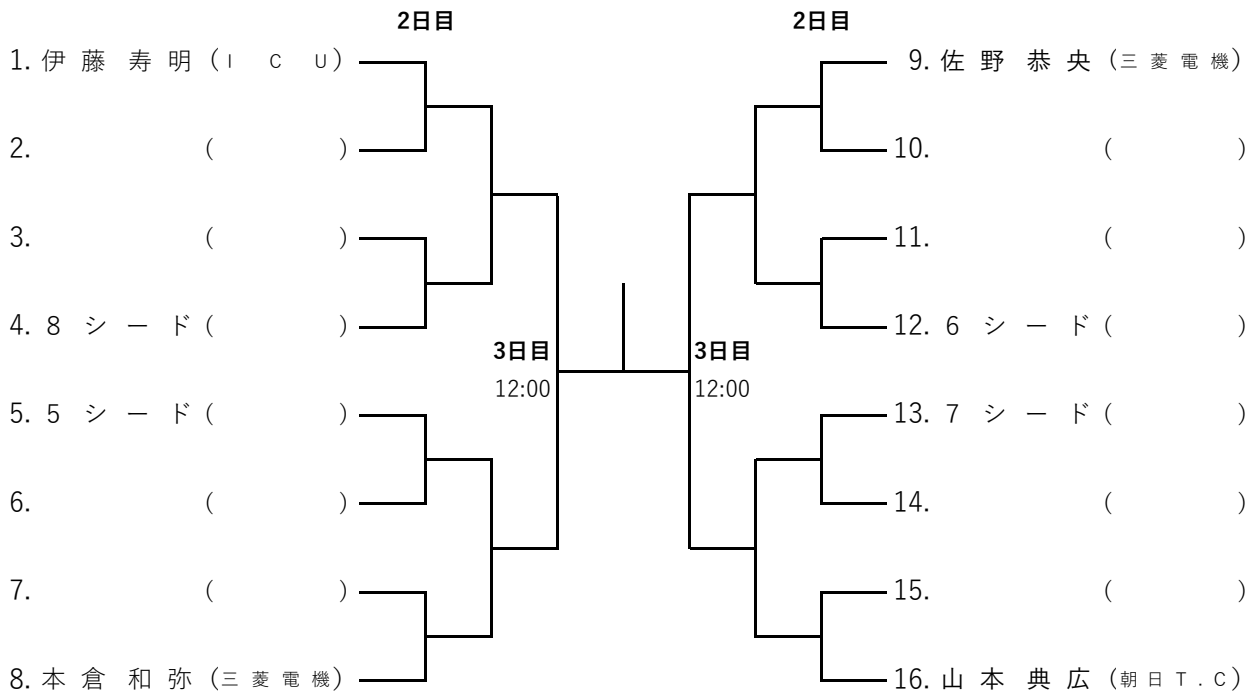 2日目
1. 伊藤寿明 (ICU)
2. ( )
3. ( )
4. 8シード ( )
3日目
12:00
5. 5シード ( )
6. ( )
7. ( )
8. 本倉和弥 (三菱電機)
2日目
9. 佐野恭央 (三菱電機)
10. ( )
11. ( )
12. 6シード ( )
3日目
12:00
13. 7シード ( )
14. ( )
15. ( )
16. 山本典広 (朝日T.C)